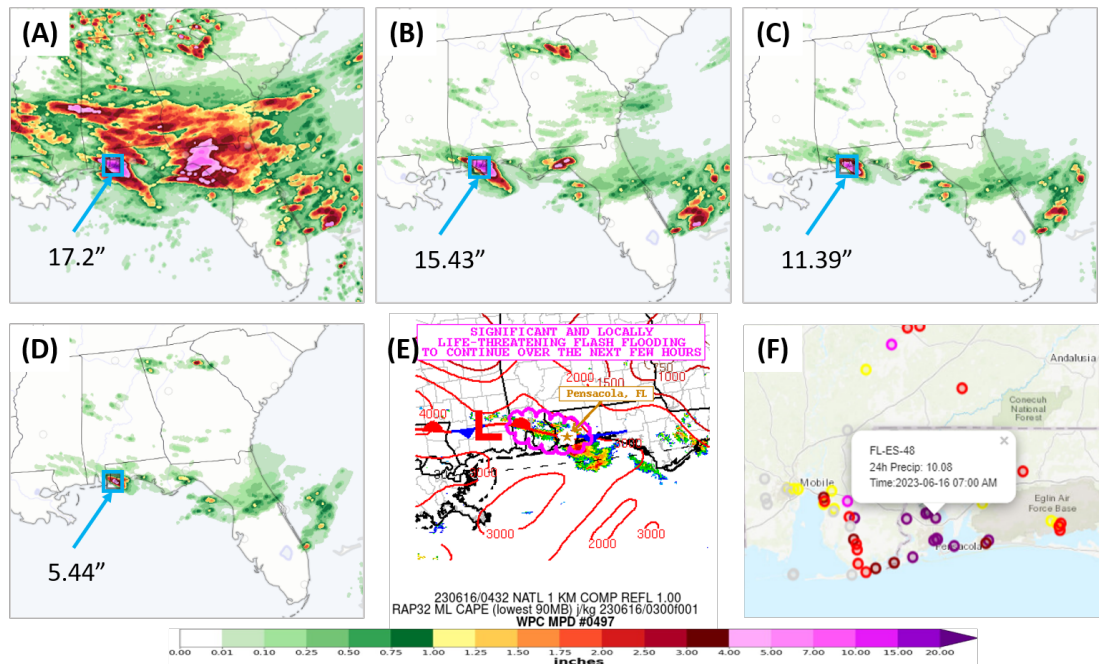 (A)
17.2”
(B)
15.43”
(C)
11.39”
(D)
5.44”
(E)
SIGNIFICANT AND LOCALLY
LIFE-THREATENING FLASH FLOODING
TO CONTINUE OVER THE NEXT FEW HOURS
750
2000
1000
1500
Pensacola, FL
4000
L
3000
2000
3000
230616/0432 NATL 1 KM COMP REFL 1.00
RAP32 ML CAPE (lowest 90MB) j/kg 230616/0300f001
WPC MPD #0497
(F)
Andalusia
Conecuh
National
Forest
FL-ES-48
24h Precip: 10.08
Time:2023-06-16 07:00 AM
×
Mobile
Eglin Air
Force Base
Pensacola
0.00 0.01 0.10 0.25 0.50 0.75 1.00 1.25 1.50 1.75 2.00 2.50 3.00 4.00 5.00 7.00 10.00 15.00 20.00
inches